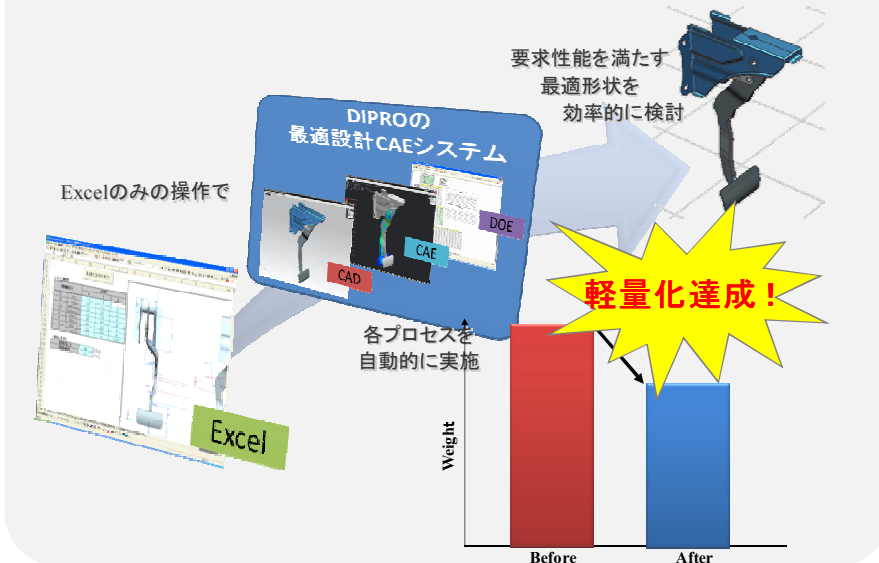 要求性能を満たす
最適形状を
効率的に検討
DIPROの
最適設計CAEシステム
Excelのみの操作で
DOE
CAE
CAD
軽量化達成！
各プロセスを
自動的に実施
Excel
Weight
Before
After